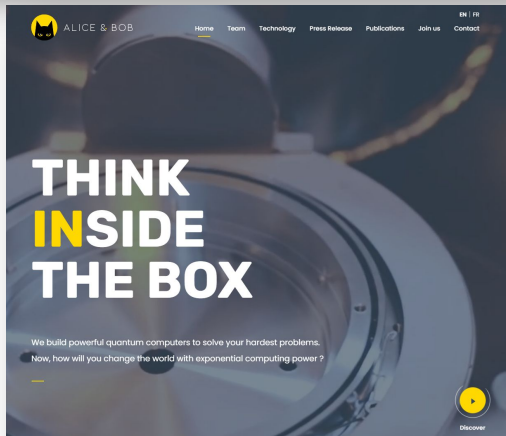 EN | FR
ALICE & BOB
Home Team Technology Press Release Publications Join us Contact
THINK
INSIDE
THE BOX
We build powerful quantum computers to solve your hardest problems.
Now, how will you change the world with exponential computing power ?
Discover